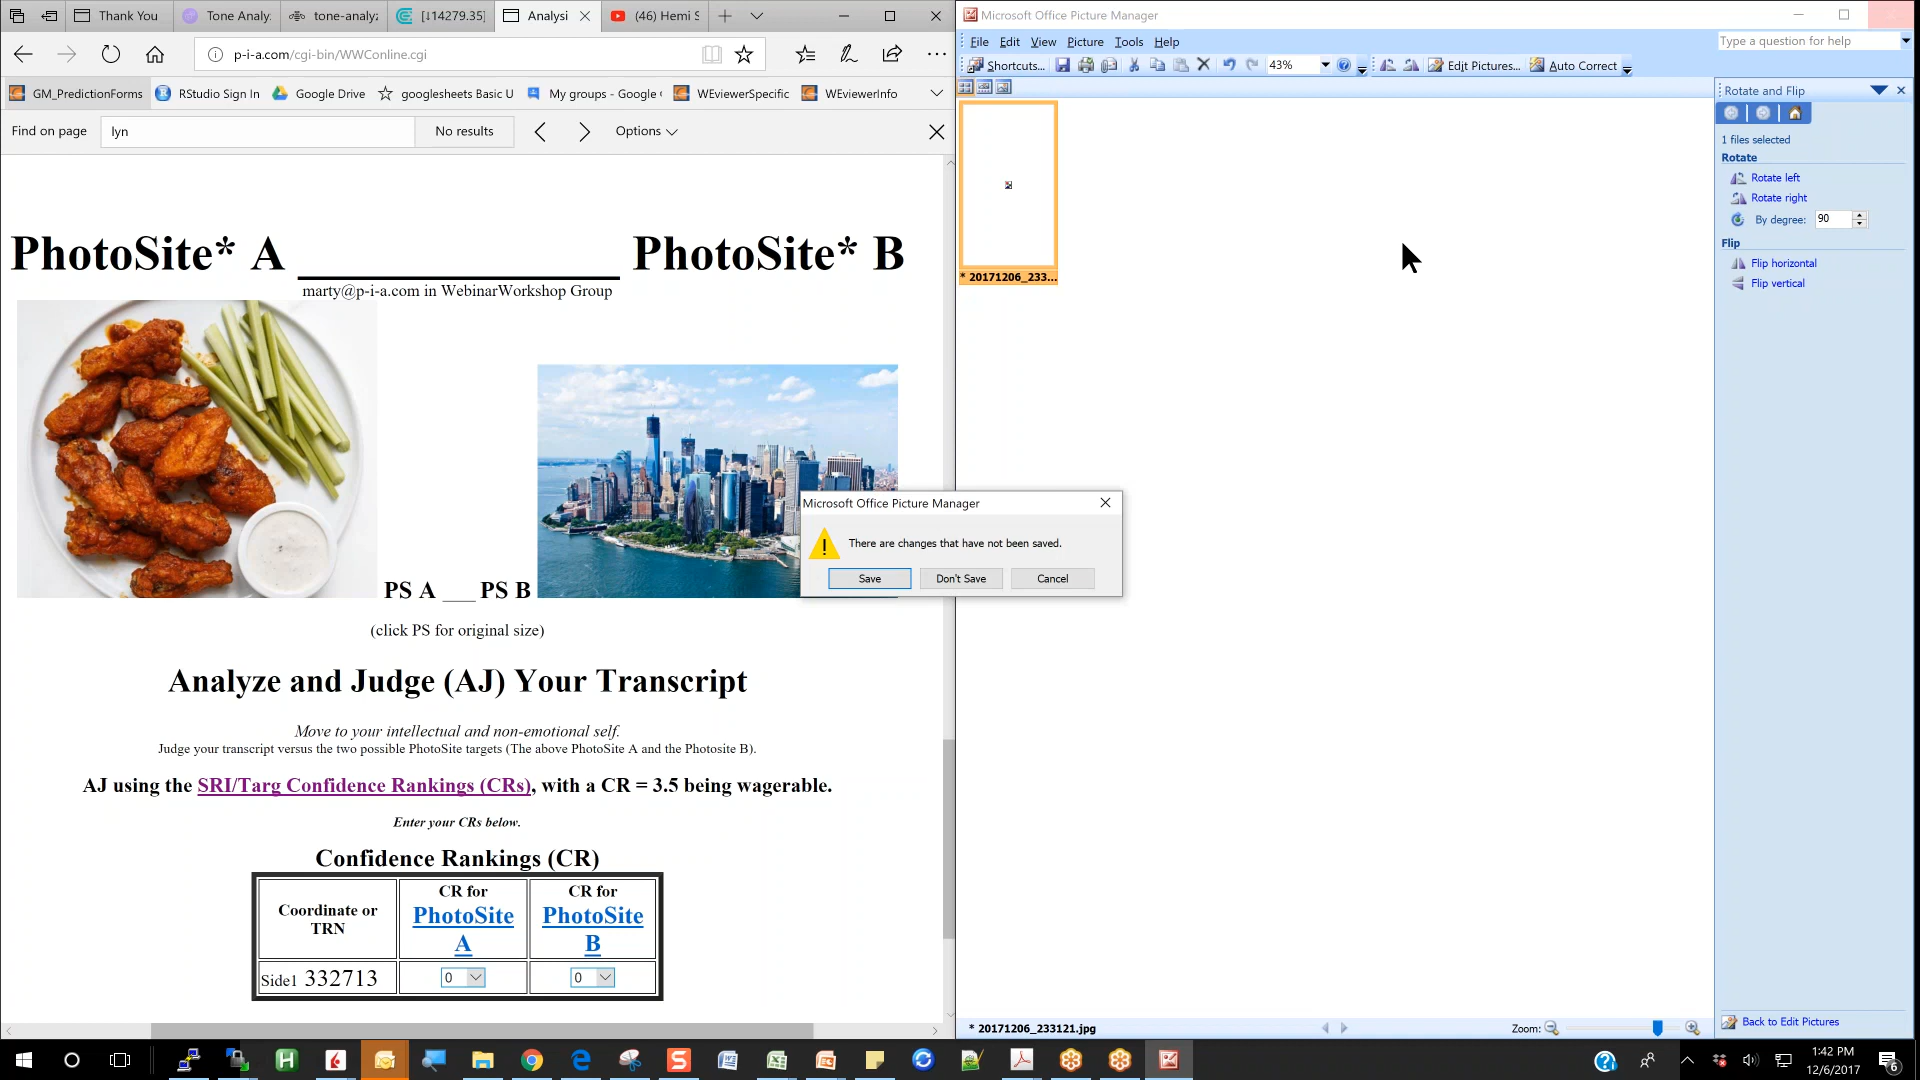 Thank You
Tone Analy
tone-analyz
[↓14279.35]
Analysi
(46) Hemi S
p-i-a.com/cgi-bin/WWConline.cgi
GM_PredictionForms
RStudio Sign In
Google Drive
googlesheets Basic U
My groups - Google
WEviewerSpecific
WEviewerInfo
Find on page
lyn
No results
Options
PhotoSite* A ______________ PhotoSite* B
marty@p-i-a.com in WebinarWorkshop Group
PS A ___ PS B
(click PS for original size)
Analyze and Judge (AJ) Your Transcript
Move to your intellectual and non-emotional self.
Judge your transcript versus the two possible PhotoSite targets (The above PhotoSite A and the Photosite B).
AJ using the SRI/Targ Confidence Rankings (CRs), with a CR = 3.5 being wagerable.
Enter your CRs below.
Confidence Rankings (CR)
Coordinate or
TRN
CR for
PhotoSite
A
CR for
PhotoSite
B
Side1 332713
0
0
Microsoft Office Picture Manager
File Edit View Picture Tools Help
Type a question for help
Shortcuts...
43%
Edit Pictures...
Auto Correct
* 20171206_233...
Rotate and Flip
1 files selected
Rotate
Rotate left
Rotate right
By degree: 90
Flip
Flip horizontal
Flip vertical
Back to Edit Pictures
Microsoft Office Picture Manager
There are changes that have not been saved.
Save
Don't Save
Cancel
* 20171206_233121.jpg
Zoom:
1:42 PM
12/6/2017
6